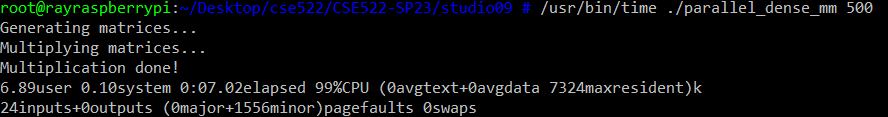 root@rayraspberrypi:~/Desktop/cse522/CSE522-SP23/studio09 # /usr/bin/time ./parallel_dense_mm 500
Generating matrices...
Multiplying matrices...
Multiplication done!
6.89user 0.10system 0:07.02elapsed 99%CPU (0avgtext+0avgdata 7324maxresident)k
24inputs+0outputs (0major+1556minor)pagefaults 0swaps